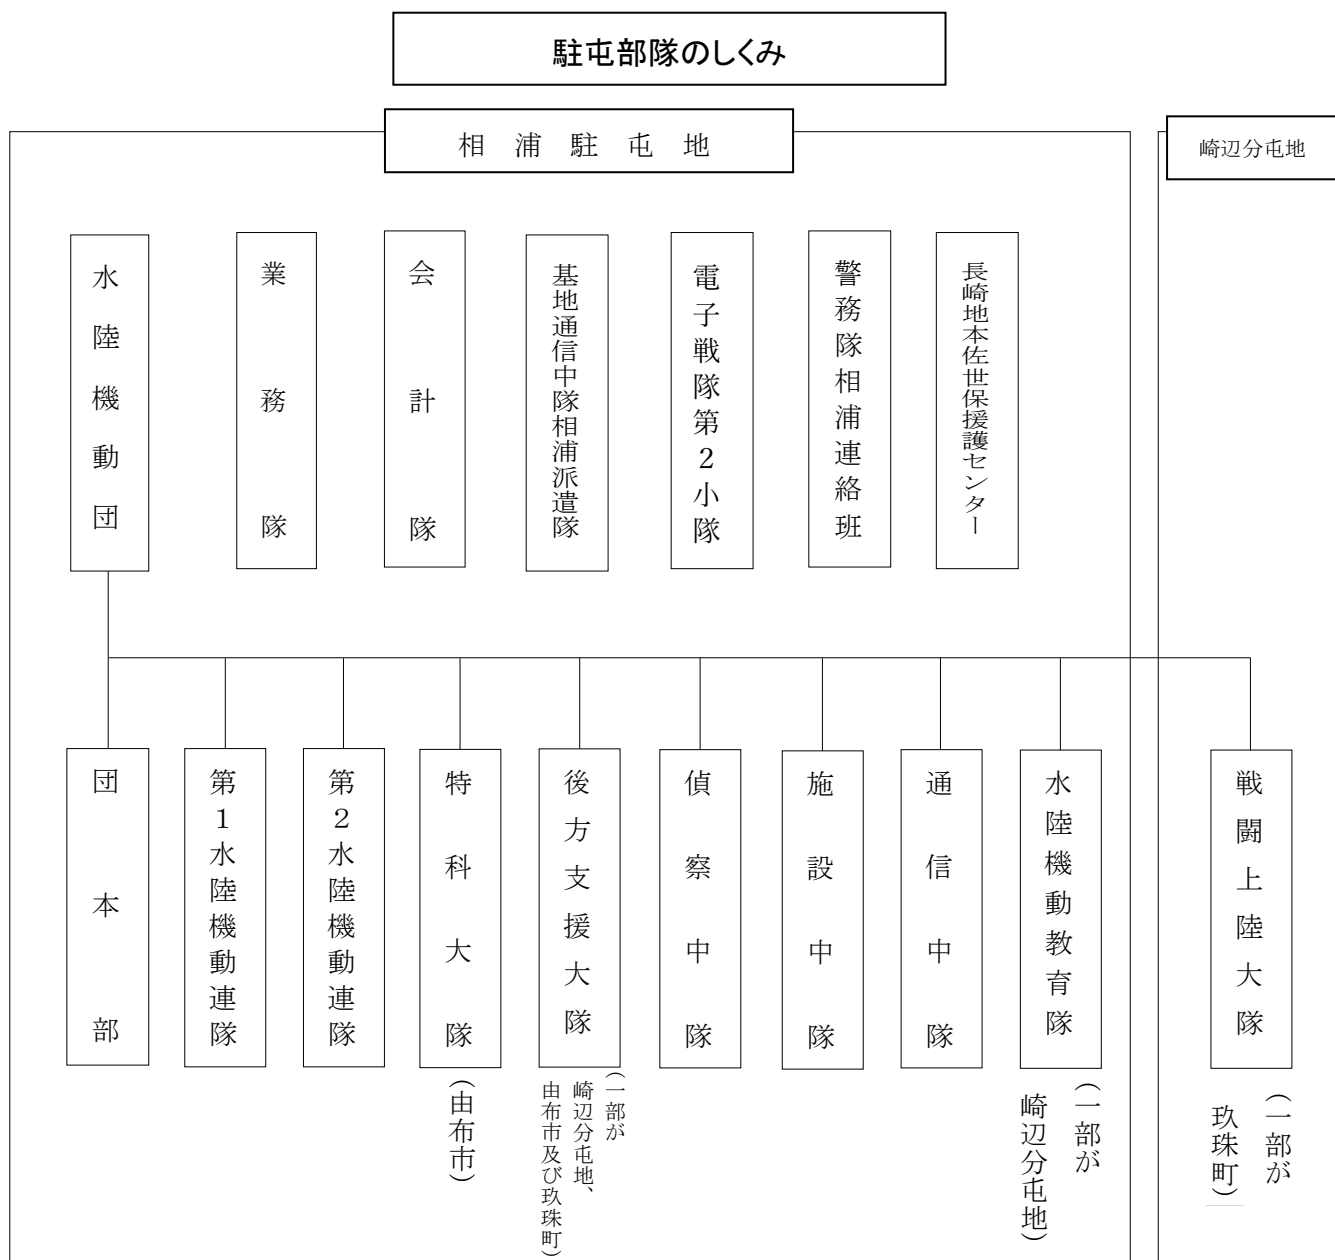 駐屯部隊のしくみ
相浦駐屯地
崎辺分屯地
水陸機動団
業務隊
会計隊
基地通信中隊相浦派遣隊
電子戦隊第2小隊
警務隊相浦連絡班
長崎地本佐世保援護センター
団本部
第1水陸機動連隊
第2水陸機動連隊
特科大隊
(由布市)
後方支援大隊
(一部が
崎辺分屯地、
由布市及び玖珠町)
偵察中隊
施設中隊
通信中隊
水陸機動教育隊
(一部が
崎辺分屯地)
戦闘上陸大隊
(一部が
玖珠町)